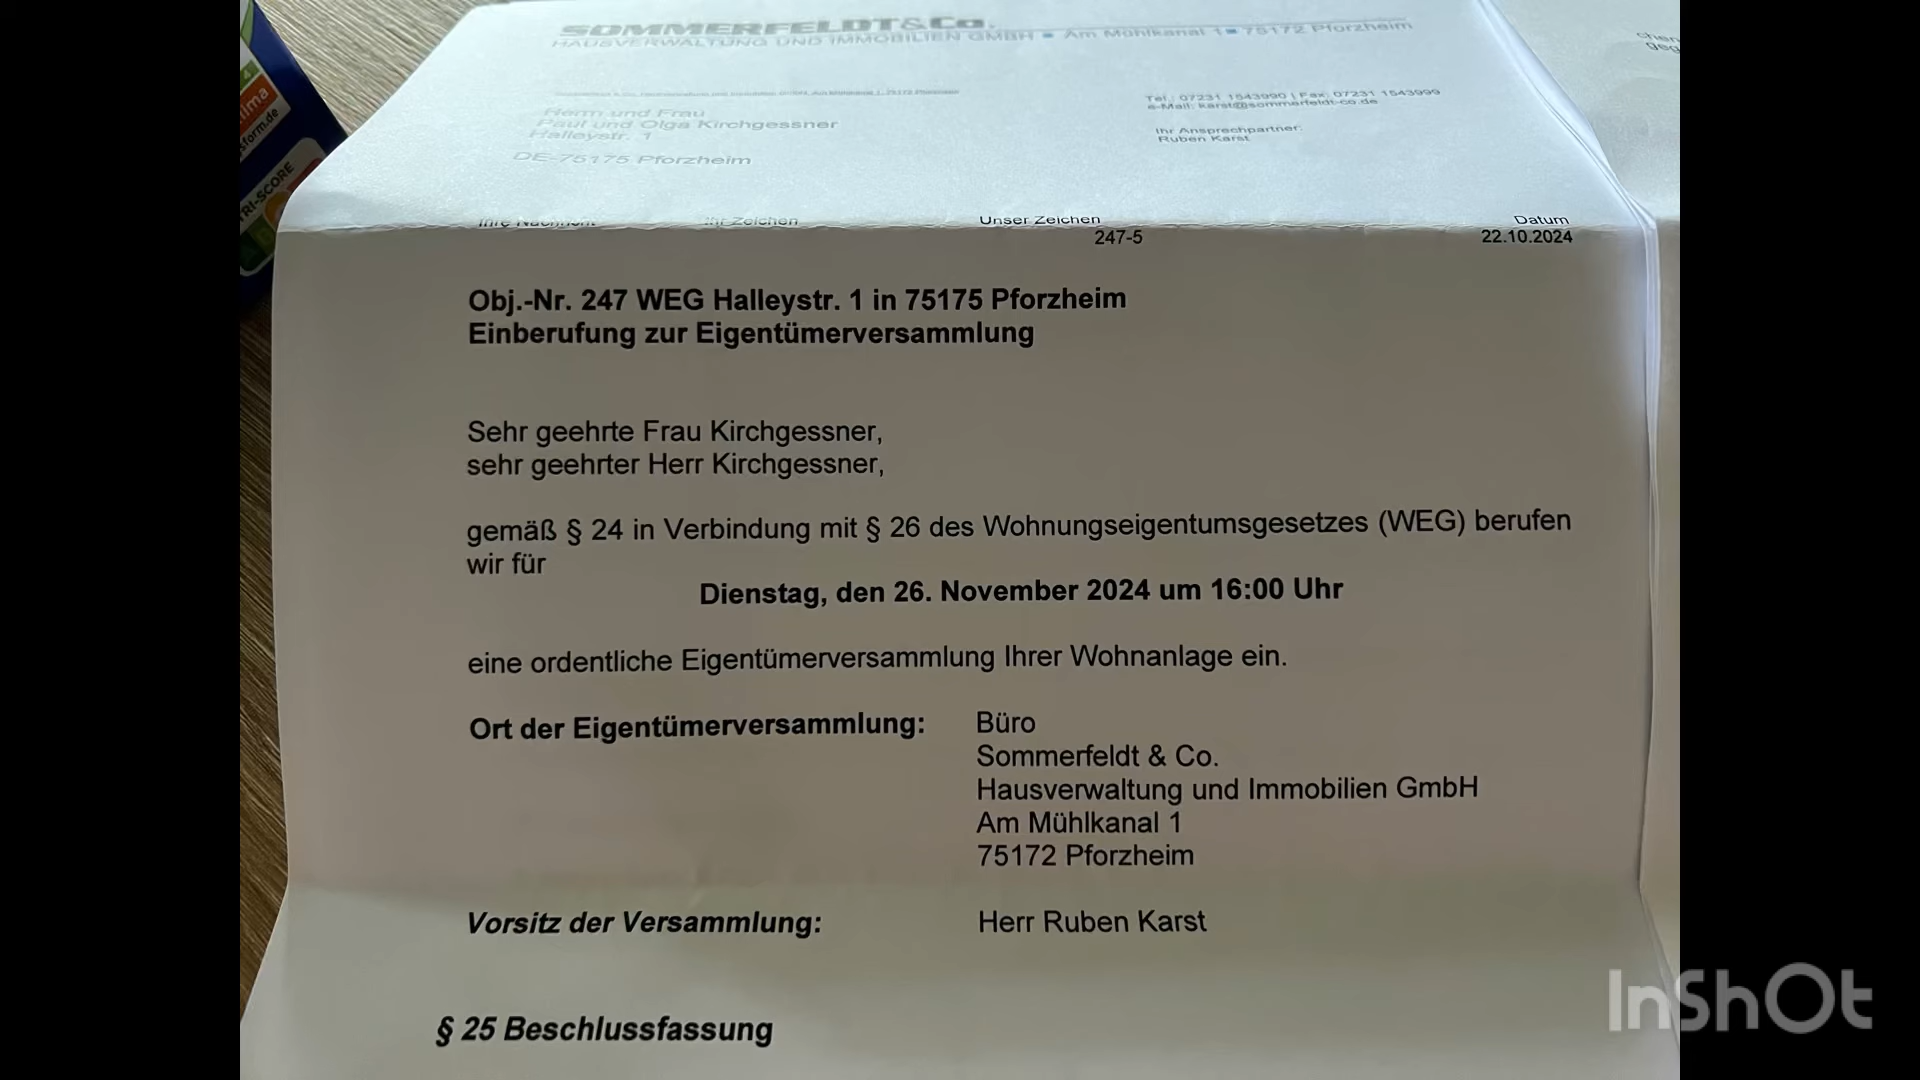 SOMMERFELDT&Co.
HAUSVERWALTUNG UND IMMOBILIEN GMBH ▪ Am Mühlkanal 1 ▪ 75172 Pforzheim
Herrn und Frau
Paul und Olga Kirchgessner
Halleystr. 1
DE-75175 Pforzheim
Tel.: 07231 1543990 | Fax: 07231 1543999
e-Mail: karst@sommerfeldt-co.de
Ihr Ansprechpartner:
Ruben Karst
Ihre Nachricht Ihr Zeichen Unser Zeichen Datum
247-5 22.10.2024
Obj.-Nr. 247 WEG Halleystr. 1 in 75175 Pforzheim
Einberufung zur Eigentümerversammlung
Sehr geehrte Frau Kirchgessner,
sehr geehrter Herr Kirchgessner,
gemäß § 24 in Verbindung mit § 26 des Wohnungseigentumsgesetzes (WEG) berufen
wir für
Dienstag, den 26. November 2024 um 16:00 Uhr
eine ordentliche Eigentümerversammlung Ihrer Wohnanlage ein.
Ort der Eigentümerversammlung: Büro
Sommerfeldt & Co.
Hausverwaltung und Immobilien GmbH
Am Mühlkanal 1
75172 Pforzheim
Vorsitz der Versammlung: Herr Ruben Karst
§ 25 Beschlussfassung
InShOt